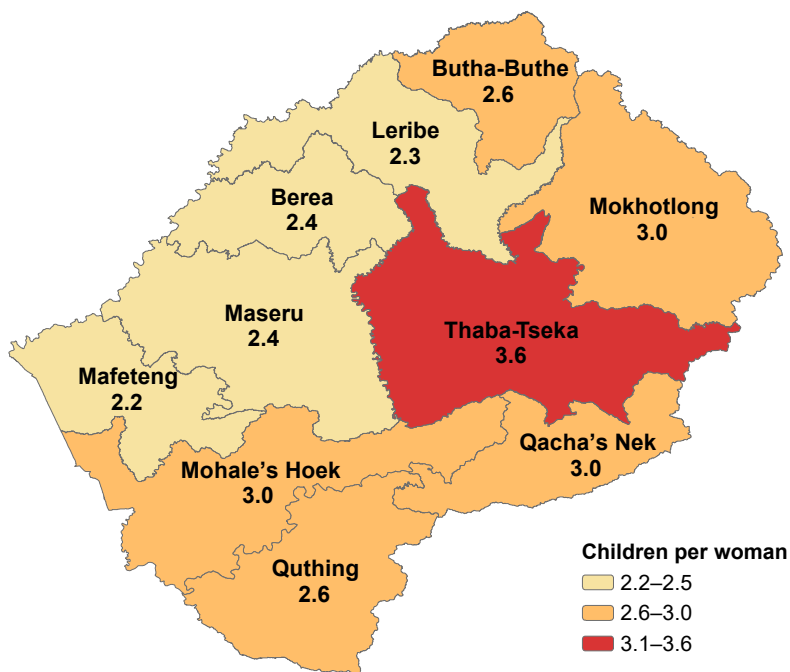 Butha-Buthe
2.6
Leribe
2.3
Berea
2.4
Mokhotlong
3.0
Maseru
2.4
Thaba-Tseka
3.6
Mafeteng
2.2
Qacha’s Nek
3.0
Mohale’s Hoek
3.0
Quthing
2.6
Children per woman
2.2–2.5
2.6–3.0
3.1–3.6